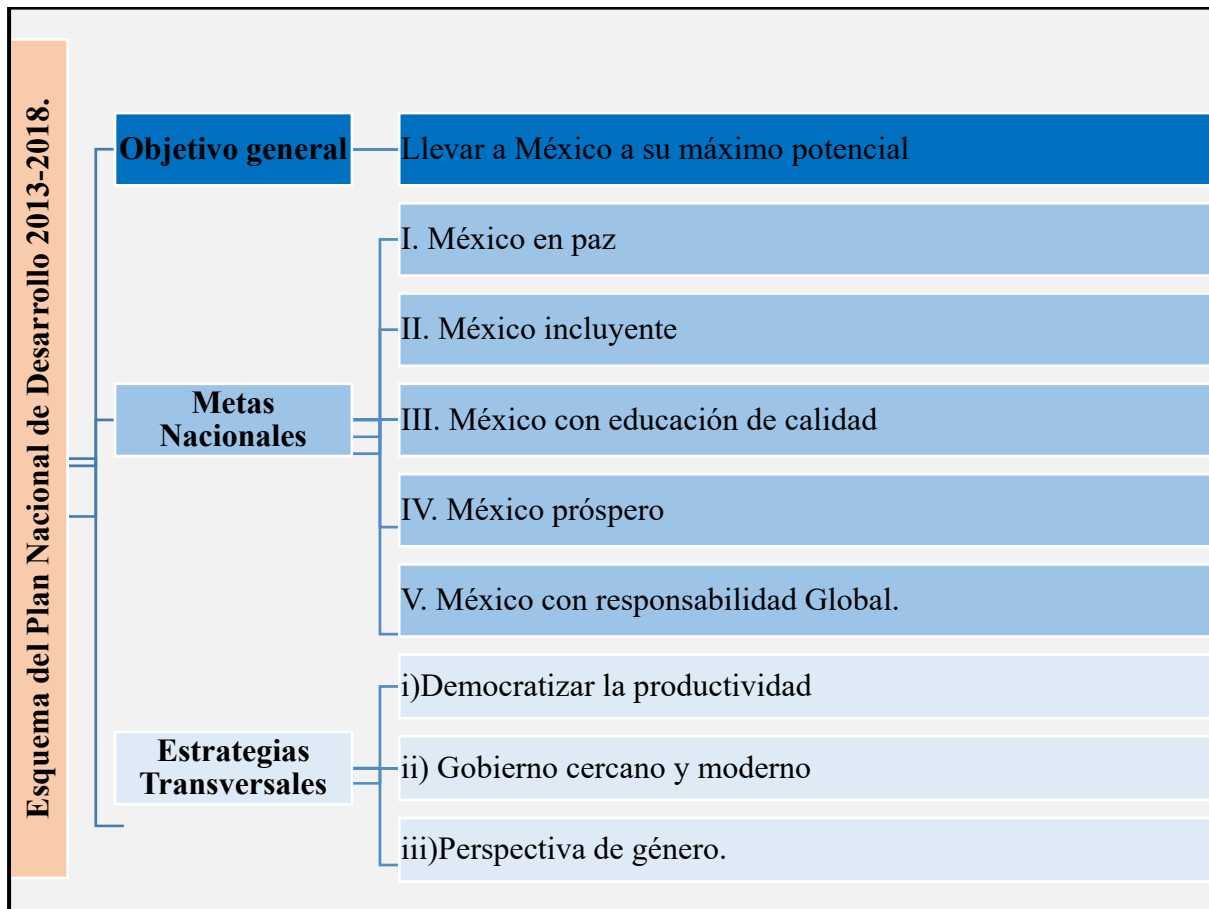 Esquema del Plan Nacional de Desarrollo 2013-2018.
Objetivo general
Llevar a México a su máximo potencial
Metas
Nacionales
I. México en paz
II. México incluyente
III. México con educación de calidad
IV. México próspero
V. México con responsabilidad Global.
Estrategias
Transversales
i)Democratizar la productividad
ii) Gobierno cercano y moderno
iii)Perspectiva de género.